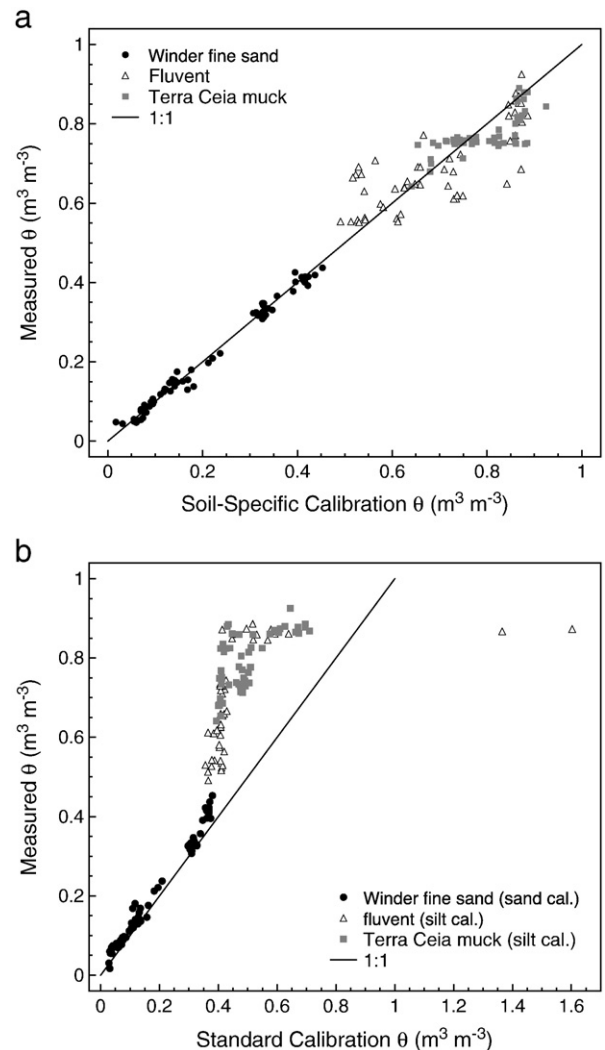 a
1
0.8
0.6
0.4
0.2
0
Measured θ (m³ m⁻³)
Winder fine sand
Fluvent
Terra Ceia muck
1:1
0 0.2 0.4 0.6 0.8 1
Soil-Specific Calibration θ (m³ m⁻³)
b
1
0.8
0.6
0.4
0.2
0
Measured θ (m³ m⁻³)
Winder fine sand (sand cal.)
fluvent (silt cal.)
Terra Ceia muck (silt cal.)
1:1
0 0.2 0.4 0.6 0.8 1 1.2 1.4 1.6
Standard Calibration θ (m³ m⁻³)